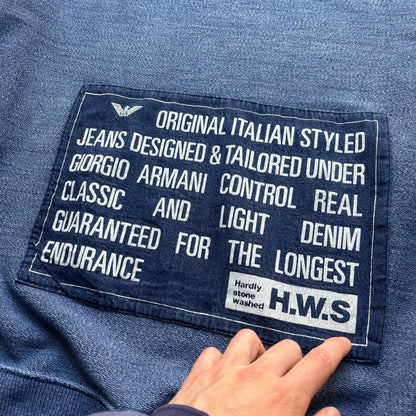 ORIGINAL ITALIAN STYLED
JEANS DESIGNED & TAILORED UNDER
GIORGIO ARMANI CONTROL REAL
CLASSIC AND LIGHT DENIM
GUARANTEED FOR THE LONGEST
ENDURANCE
Hardly
stone
washed
H.W.S